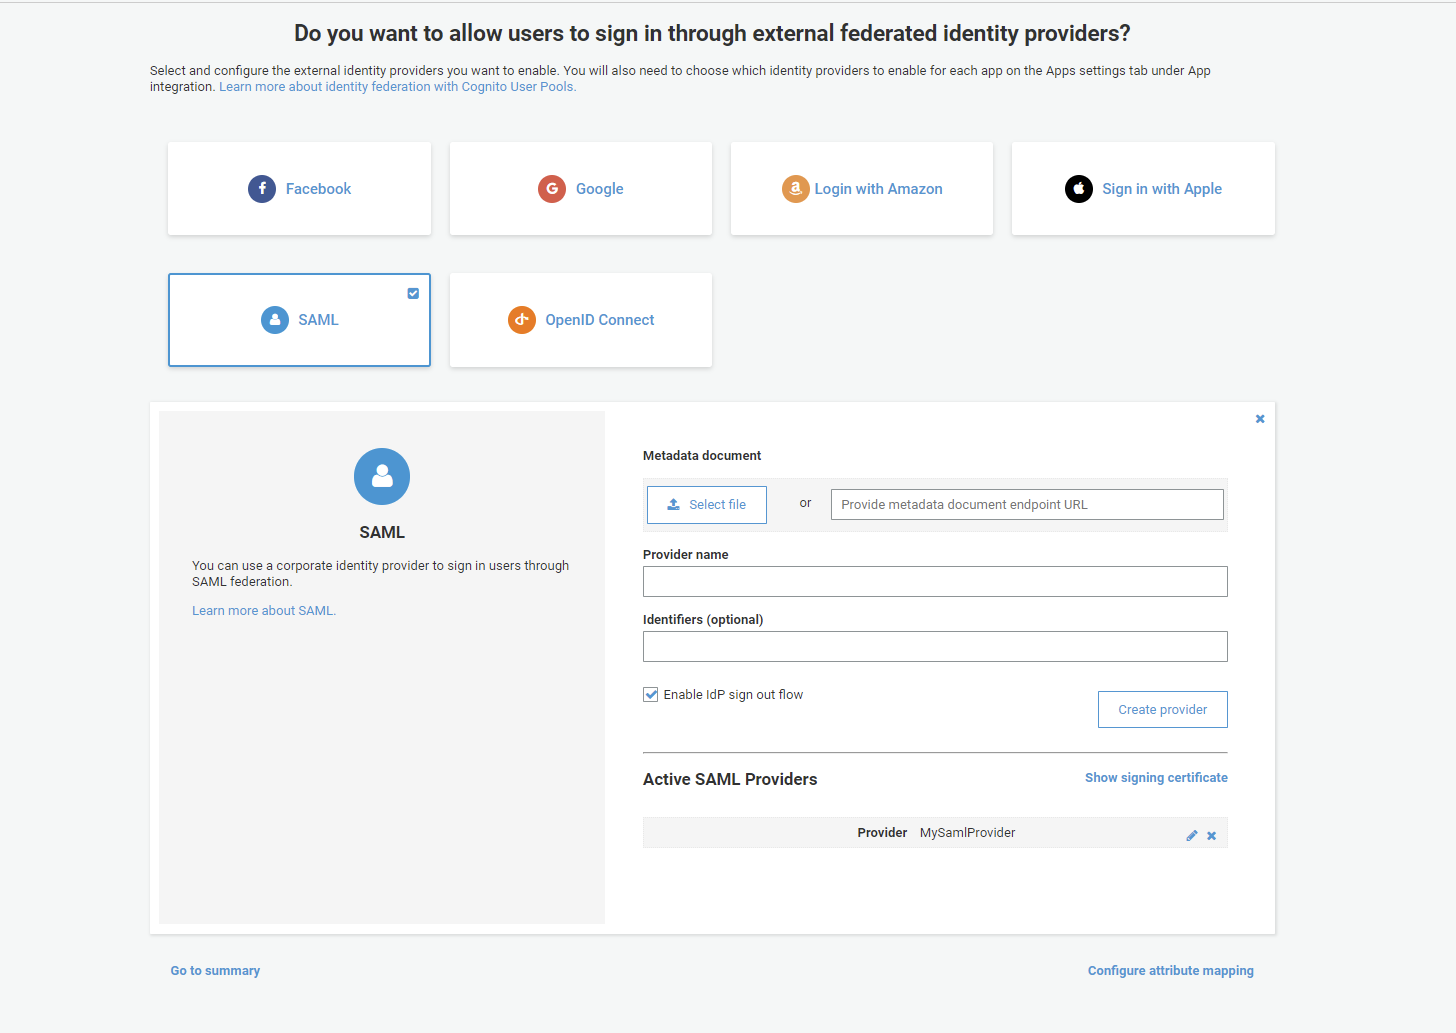 Do you want to allow users to sign in through external federated identity providers?
Select and configure the external identity providers you want to enable. You will also need to choose which identity providers to enable for each app on the Apps settings tab under App
integration. Learn more about identity federation with Cognito User Pools.
Facebook
Google
Login with Amazon
Sign in with Apple
SAML
OpenID Connect
SAML
You can use a corporate identity provider to sign in users through
SAML federation.
Learn more about SAML.
Metadata document
Select file
or
Provide metadata document endpoint URL
Provider name
Identifiers (optional)
Enable IdP sign out flow
Create provider
Active SAML Providers
Show signing certificate
Provider MySamlProvider
Go to summary
Configure attribute mapping